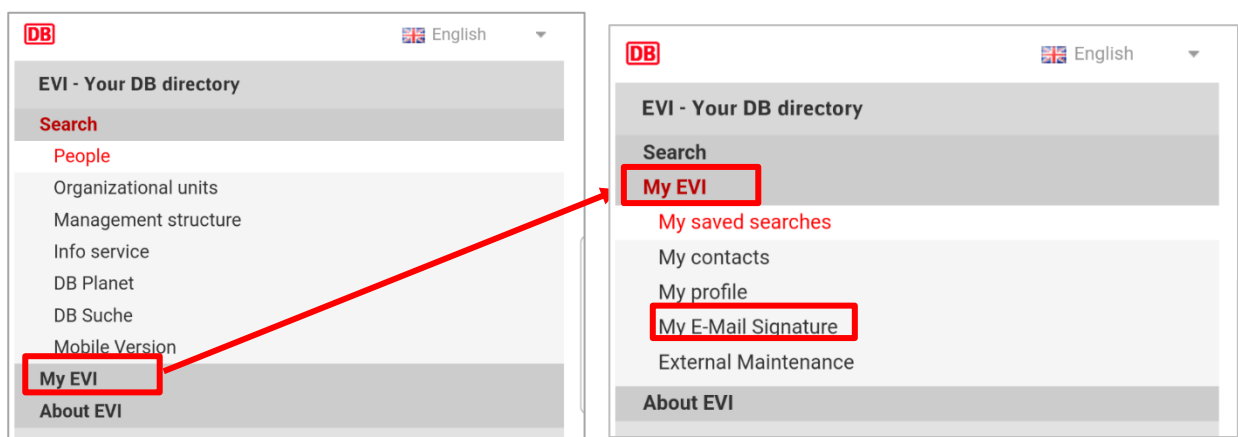 DB
English
EVI - Your DB directory
Search
People
Organizational units
Management structure
Info service
DB Planet
DB Suche
Mobile Version
My EVI
About EVI
DB
English
EVI - Your DB directory
Search
My EVI
My saved searches
My contacts
My profile
My E-Mail Signature
External Maintenance
About EVI